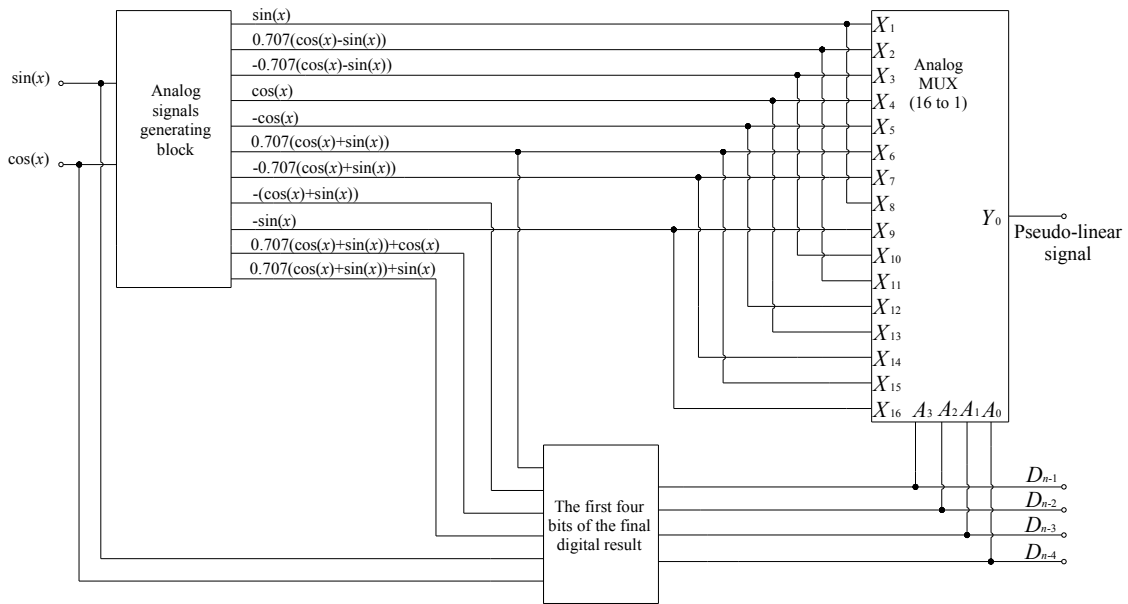 sin(x)
cos(x)
Analog
signals
generating
block
sin(x)
0.707(cos(x)-sin(x))
-0.707(cos(x)-sin(x))
cos(x)
-cos(x)
0.707(cos(x)+sin(x))
-0.707(cos(x)+sin(x))
-(cos(x)+sin(x))
-sin(x)
0.707(cos(x)+sin(x))+cos(x)
0.707(cos(x)+sin(x))+sin(x)
X1
X2
X3
X4
X5
X6
X7
X8
X9
X10
X11
X12
X13
X14
X15
X16
Analog
MUX
(16 to 1)
Y0
A3 A2 A1 A0
Pseudo-linear
signal
The first four
bits of the final
digital result
Dn-1
Dn-2
Dn-3
Dn-4